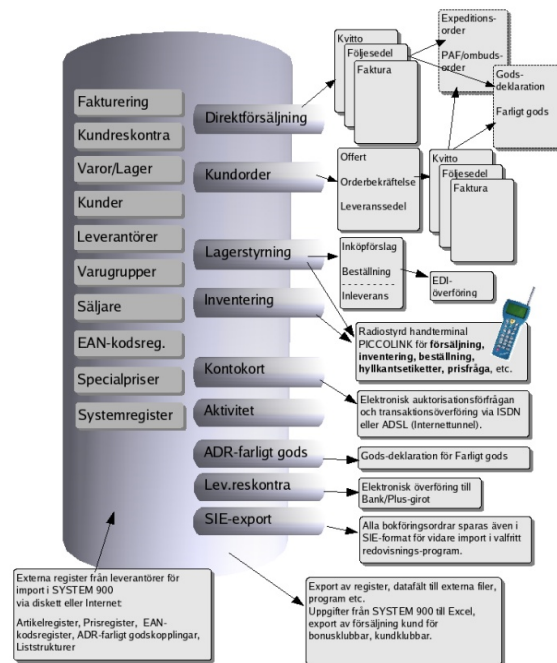 Fakturering
Kundreskontra
Varor/Lager
Kunder
Leverantörer
Varugrupper
Säljare
EAN-kodsreg.
Specialpriser
Systemregister
Direktförsäljning
Kundorder
Lagerstyrning
Inventering
Kontokort
Aktivitet
ADR-farligt gods
Lev.reskontra
SIE-export
Kvitto
Följesedel
Faktura
Expeditions-
order
PAF/ombuds-
order
Gods-
deklaration
Farligt gods
Offert
Orderbekräftelse
Leveranssedel
Kvitto
Följesedel
Faktura
Inköpförslag
Beställning
Inleverans
EDI-
överföring
Radiostyrd handterminal
PICCOLINK för försäljning,
inventering, beställning,
hyllkantsetiketter, prisfråga, etc.
Elektronisk auktorisationsförfrågan
och transaktionsöverföring via ISDN
eller ADSL (Internettunnel).
Gods-deklaration för Farligt gods
Elektronisk överföring till
Bank/Plus-girot
Alla bokföringsordrar sparas även i
SIE-format för vidare import i valfritt
redovisnings-program.
Externa register från leverantörer för
import i SYSTEM 900
via diskett eller Internet:
Artikelregister, Prisregister, EAN-
kodsregister, ADR-farligt godskopplingar,
Liststrukturer
Export av register, datafält till externa filer,
program etc.
Uppgifter från SYSTEM 900 till Excel,
export av försäljning kund för
bonusklubbar, kundklubbar.